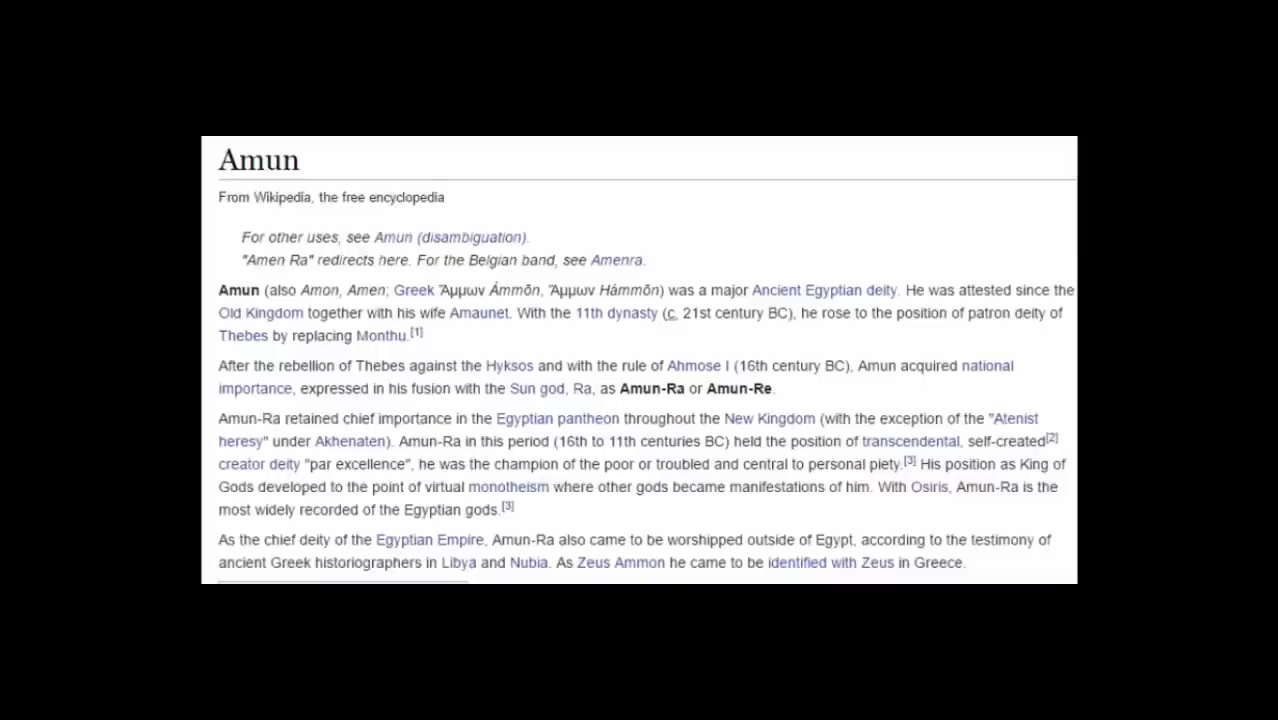 Amun
From Wikipedia, the free encyclopedia
For other uses, see Amun (disambiguation).
"Amen Ra" redirects here. For the Belgian band, see Amenra.
Amun (also Amon, Amen; Greek Ἄμμων Ámmōn, Ἅμμων Hámmōn) was a major Ancient Egyptian deity. He was attested since the
Old Kingdom together with his wife Amaunet. With the 11th dynasty (c. 21st century BC), he rose to the position of patron deity of
Thebes by replacing Monthu.[1]
After the rebellion of Thebes against the Hyksos and with the rule of Ahmose I (16th century BC), Amun acquired national
importance, expressed in his fusion with the Sun god, Ra, as Amun-Ra or Amun-Re.
Amun-Ra retained chief importance in the Egyptian pantheon throughout the New Kingdom (with the exception of the "Atenist
heresy" under Akhenaten). Amun-Ra in this period (16th to 11th centuries BC) held the position of transcendental, self-created[2]
creator deity "par excellence", he was the champion of the poor or troubled and central to personal piety.[3] His position as King of
Gods developed to the point of virtual monotheism where other gods became manifestations of him. With Osiris, Amun-Ra is the
most widely recorded of the Egyptian gods.[3]
As the chief deity of the Egyptian Empire, Amun-Ra also came to be worshipped outside of Egypt, according to the testimony of
ancient Greek historiographers in Libya and Nubia. As Zeus Ammon he came to be identified with Zeus in Greece.